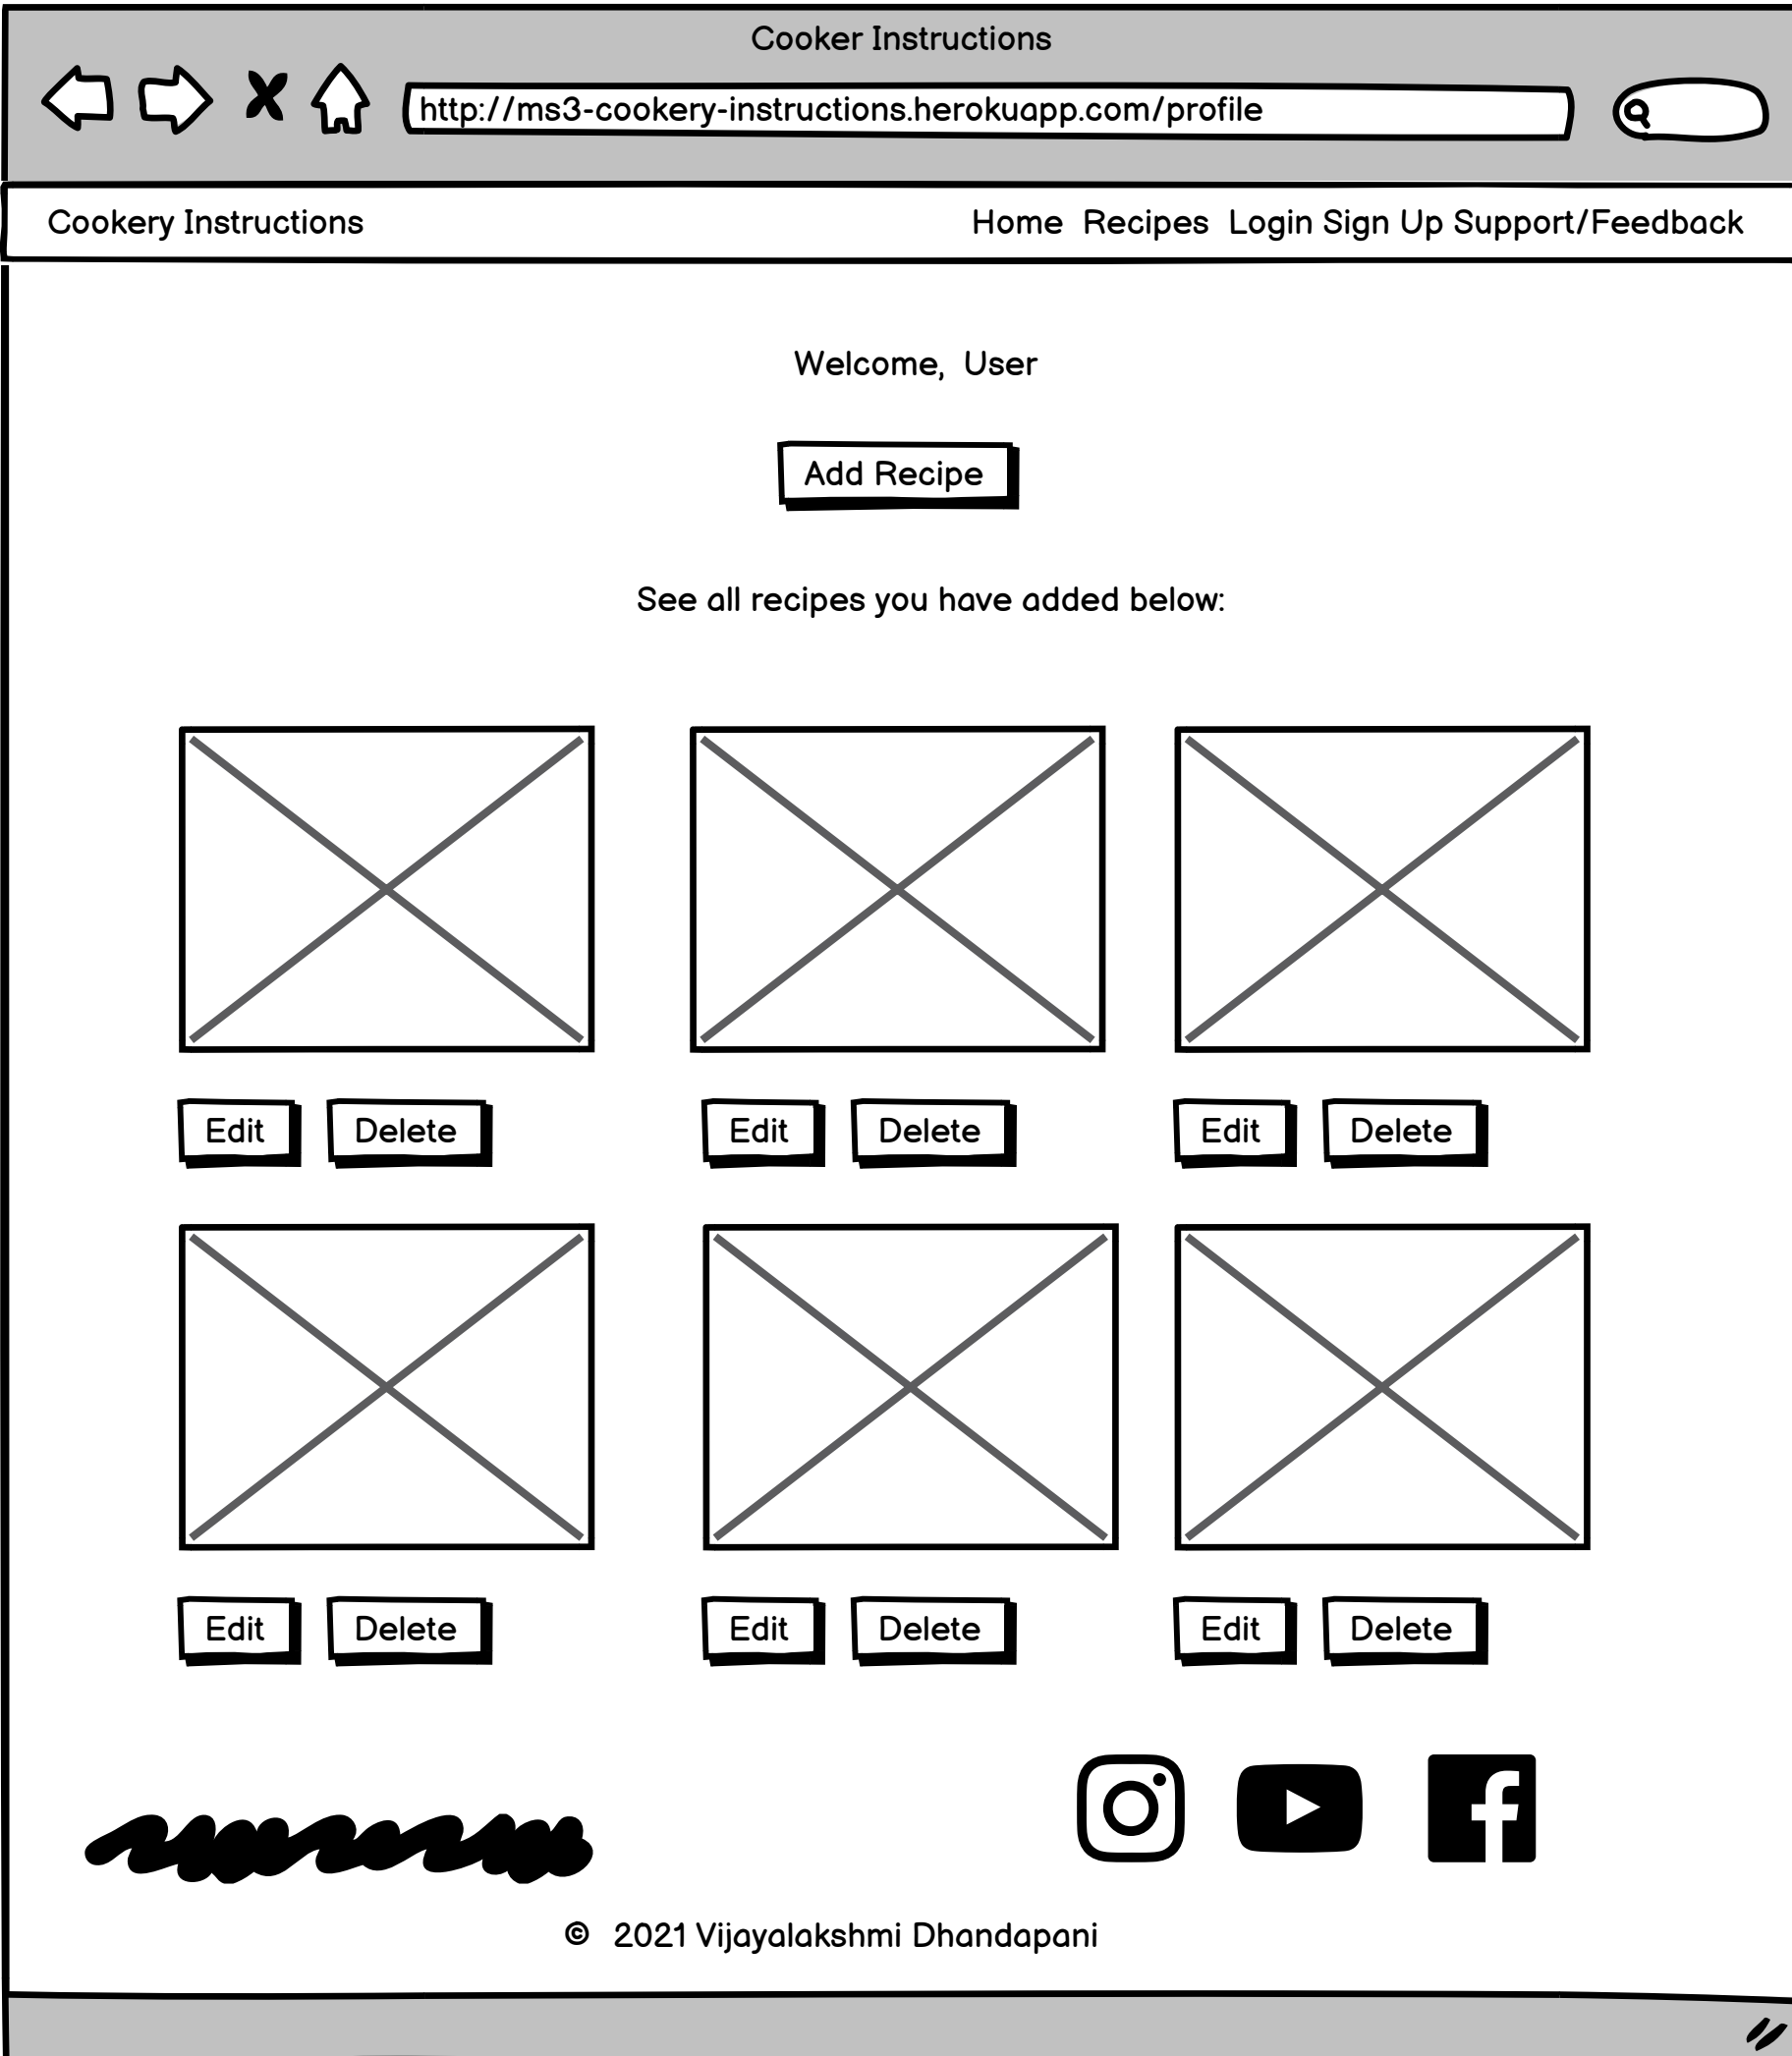 Cooker Instructions
http://ms3-cookery-instructions.herokuapp.com/profile
Cookery Instructions Home Recipes Login Sign Up Support/Feedback
Welcome, User
Add Recipe
See all recipes you have added below:
Edit Delete Edit Delete Edit Delete
Edit Delete Edit Delete Edit Delete
© 2021 Vijayalakshmi Dhandapani